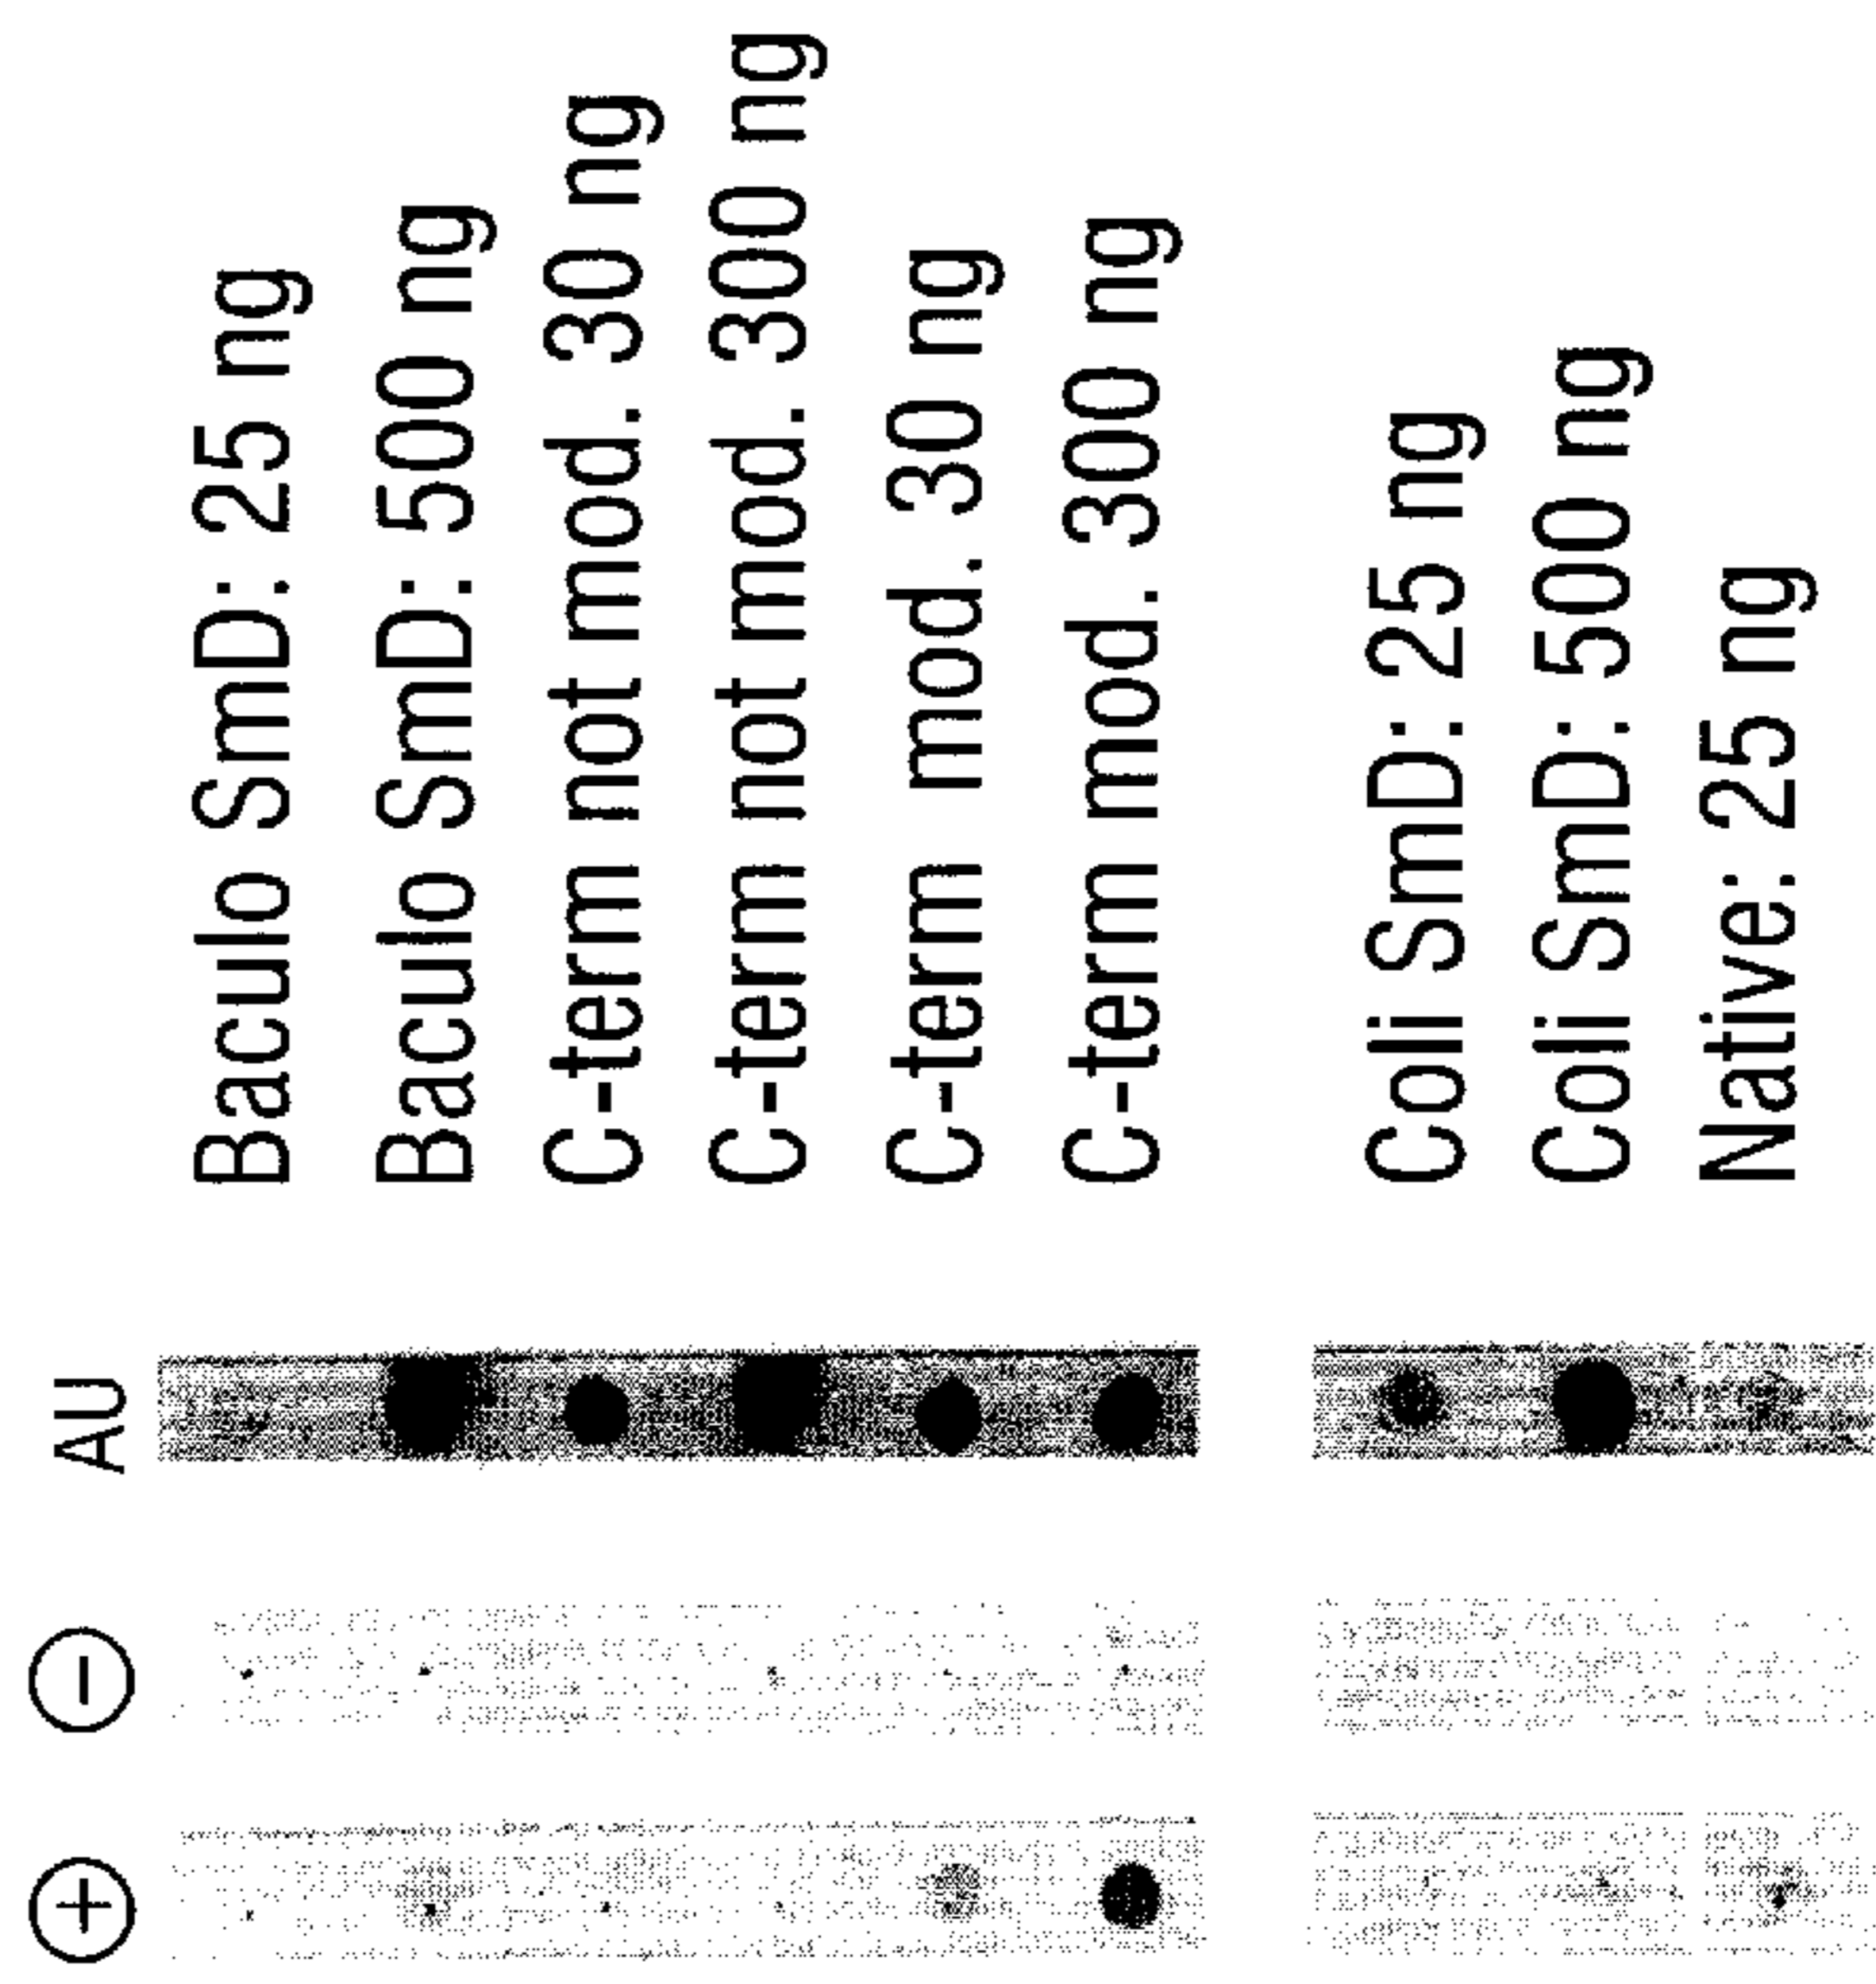 Baculo SmD: 25 ng
Baculo SmD: 500 ng
C-term not mod. 30 ng
C-term not mod. 300 ng
C-term mod. 30 ng
C-term mod. 300 ng
Coli SmD: 25 ng
Coli SmD: 500 ng
Native: 25 ng
+
-
AU